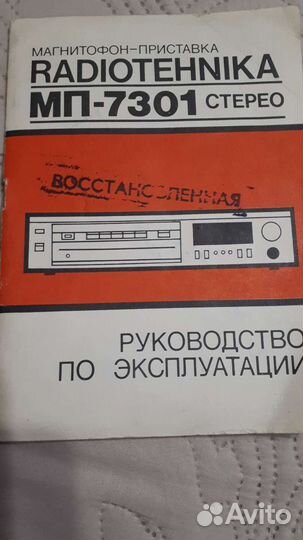 МАГНИТОФОН-ПРИСТАВКА
RADIOTEHNIKA
МП-7301 СТЕРЕО
ВОССТАНОВЛЕННАЯ
РУКОВОДСТВО
ПО ЭКСПЛУАТАЦИИ
Avito